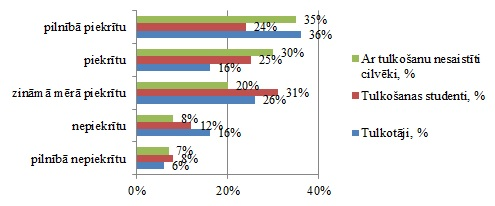 pilnībā piekrītu
35%
24%
36%
piekrītu
30%
25%
16%
zināmā mērā piekrītu
20%
31%
26%
nepiekrītu
8%
12%
16%
pilnībā nepiekrītu
7%
8%
6%
0%
20%
40%
Ar tulkošanu nesaistīti
cilvēki, %
Tulkošanas studenti, %
Tulkotāji, %